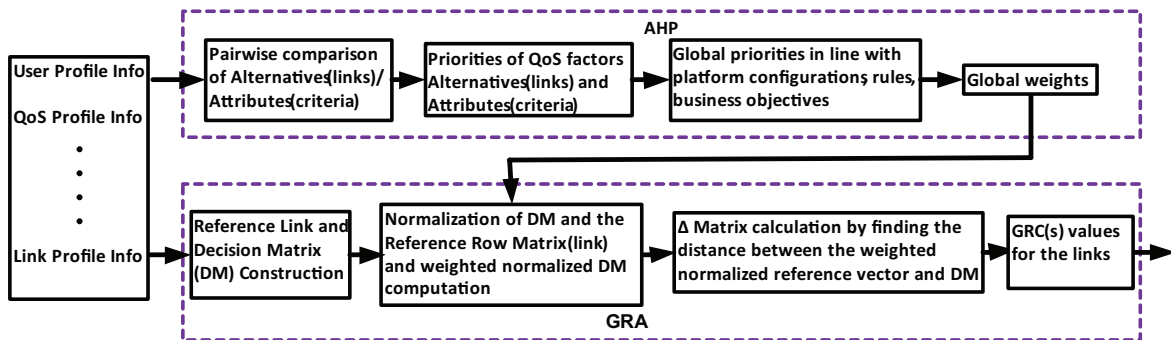 User Profile Info
QoS Profile Info
Link Profile Info
AHP
Pairwise comparison
of Alternatives(links)/
Attributes(criteria)
Priorities of QoS factors
Alternatives(links) and
Attributes(criteria)
Global priorities in line with
platform configurations, rules,
business objectives
Global weights
Reference Link and
Decision Matrix
(DM) Construction
Normalization of DM and the
Reference Row Matrix(link)
and weighted normalized DM
computation
Δ Matrix calculation by finding the
distance between the weighted
normalized reference vector and DM
GRC(s) values
for the links
GRA